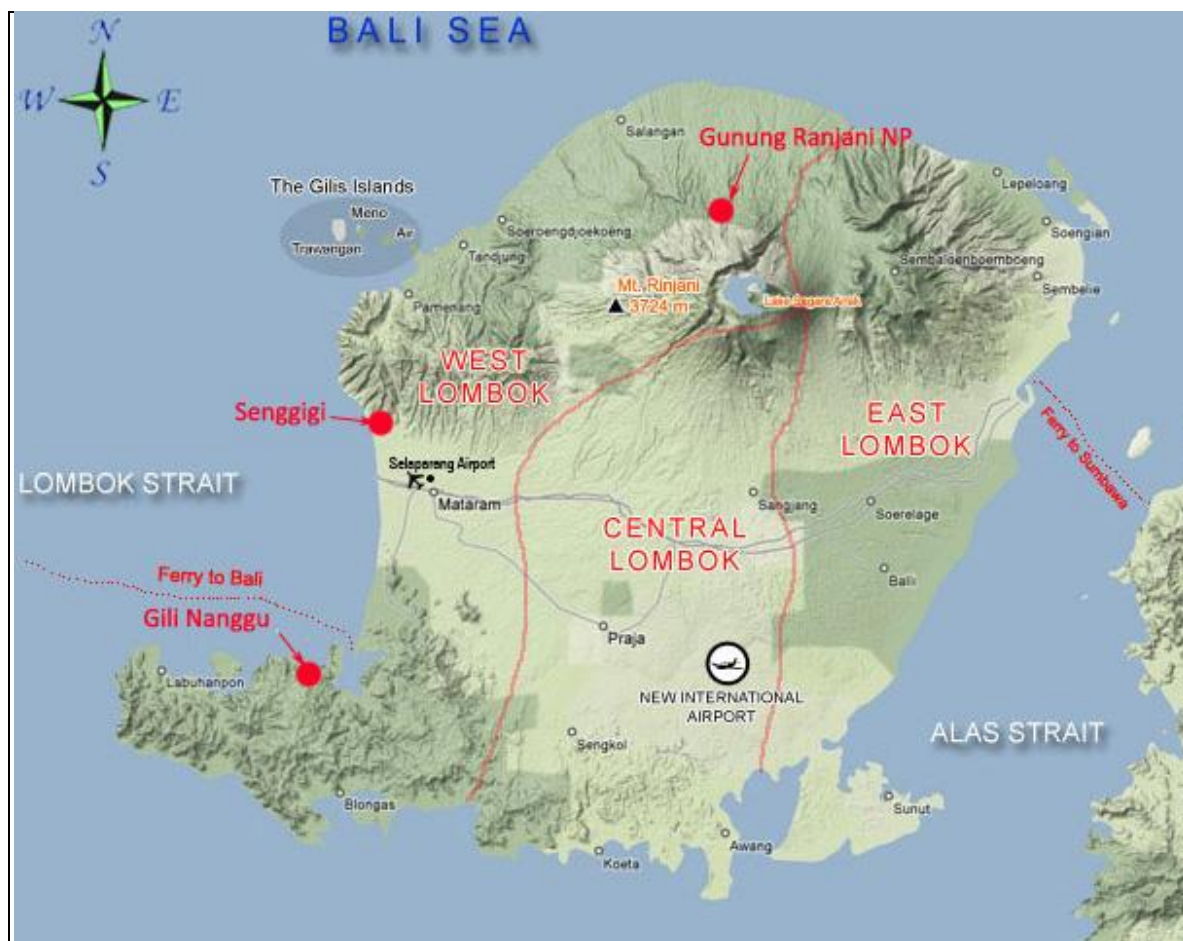 BALI SEA
N
W
E
S
Salangan
Gunung Ranjani NP
The Gilis Islands
Meno
Air
Trawangan
Lepeloang
Soengian
Soeroengdjoekoeng
Tandjung
Sembaloenboemboeng
Sembelie
Pamenang
Mt. Rinjani
3724 m
WEST
LOMBOK
Senggigi
EAST
LOMBOK
Ferry to Sumbawa
LOMBOK STRAIT
Selaparang Airport
Mataram
Sangjang
Soerelage
CENTRAL
LOMBOK
Bali
Ferry to Bali
Gili Nanggu
Praja
Labuhanpon
NEW INTERNATIONAL
AIRPORT
ALAS STRAIT
Sengkol
Blongas
Sunut
Awang
Koeta